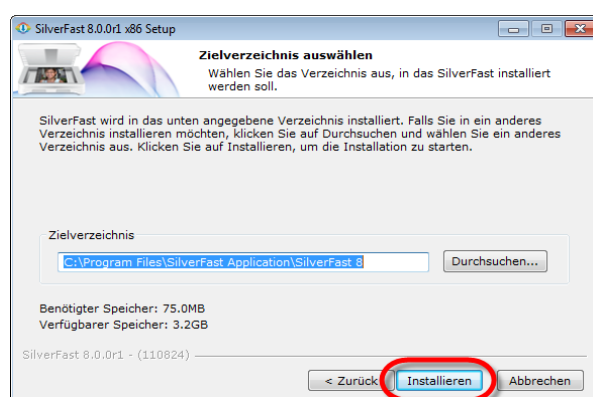 SilverFast 8.0.0r1 x86 Setup
Zielverzeichnis auswählen
Wählen Sie das Verzeichnis aus, in das SilverFast installiert
werden soll.
SilverFast wird in das unten angegebene Verzeichnis installiert. Falls Sie in ein anderes
Verzeichnis installieren möchten, klicken Sie auf Durchsuchen und wählen Sie ein anderes
Verzeichnis aus. Klicken Sie auf Installieren, um die Installation zu starten.
Zielverzeichnis
C:\Program Files\SilverFast Application\SilverFast 8
Durchsuchen...
Benötigter Speicher: 75.0MB
Verfügbarer Speicher: 3.2GB
SilverFast 8.0.0r1 - (110824)
< Zurück
Installieren
Abbrechen